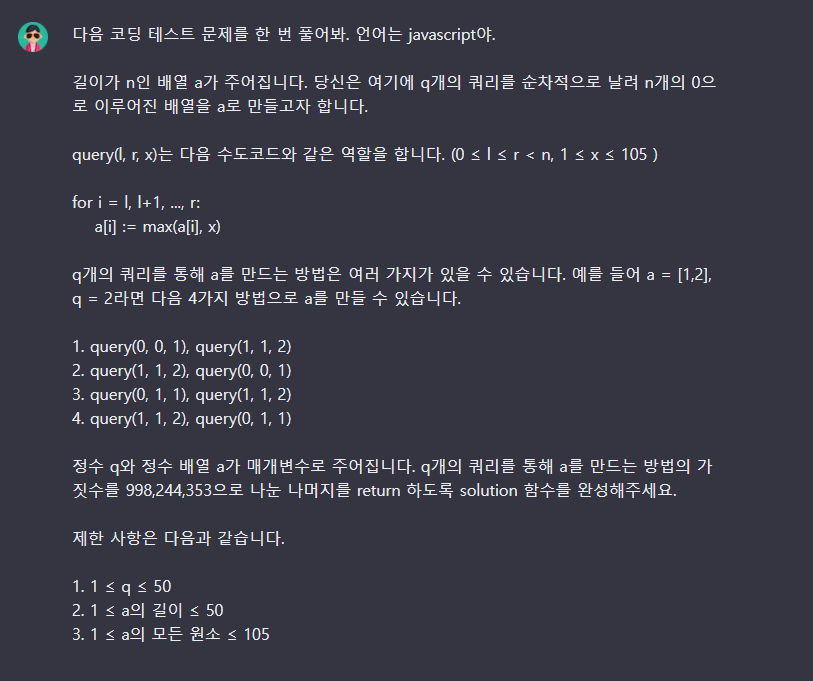 다음 코딩 테스트 문제를 한 번 풀어봐. 언어는 javascript야.
길이가 n인 배열 a가 주어집니다. 당신은 여기에 q개의 쿼리를 순차적으로 날려 n개의 0으
로 이루어진 배열을 a로 만들고자 합니다.
query(l, r, x)는 다음 수도코드와 같은 역할을 합니다. (0 ≤ l ≤ r < n, 1 ≤ x ≤ 105 )
for i = l, l+1, ..., r:
a[i] := max(a[i], x)
q개의 쿼리를 통해 a를 만드는 방법은 여러 가지가 있을 수 있습니다. 예를 들어 a = [1,2],
q = 2라면 다음 4가지 방법으로 a를 만들 수 있습니다.
1. query(0, 0, 1), query(1, 1, 2)
2. query(1, 1, 2), query(0, 0, 1)
3. query(0, 1, 1), query(1, 1, 2)
4. query(1, 1, 2), query(0, 1, 1)
정수 q와 정수 배열 a가 매개변수로 주어집니다. q개의 쿼리를 통해 a를 만드는 방법의 가
짓수를 998,244,353으로 나눈 나머지를 return 하도록 solution 함수를 완성해주세요.
제한 사항은 다음과 같습니다.
1. 1 ≤ q ≤ 50
2. 1 ≤ a의 길이 ≤ 50
3. 1 ≤ a의 모든 원소 ≤ 105